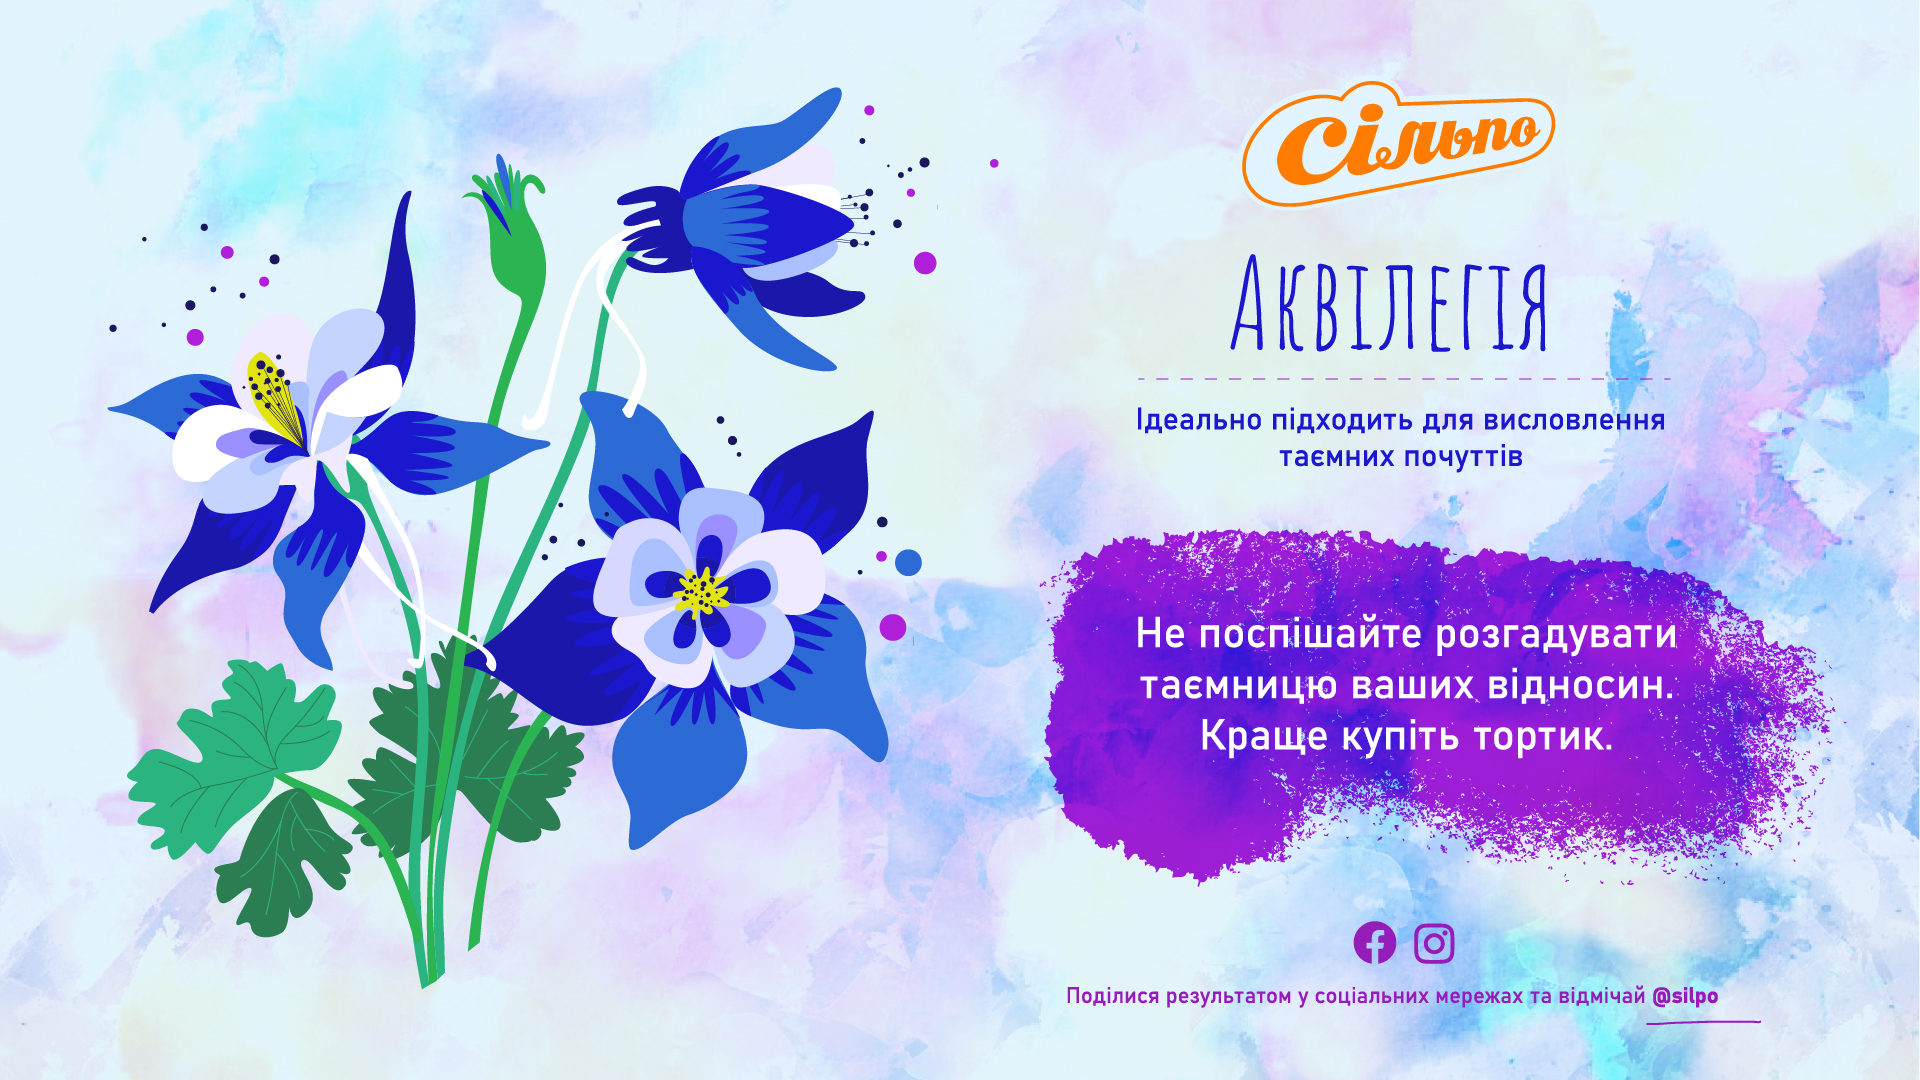 Сільпо
Аквілегія
Ідеально підходить для висловлення
таємних почуттів
Не поспішайте розгадувати
таємницю ваших відносин.
Краще купіть тортик.
Поділися результатом у соціальних мережах та відмічай @silpo